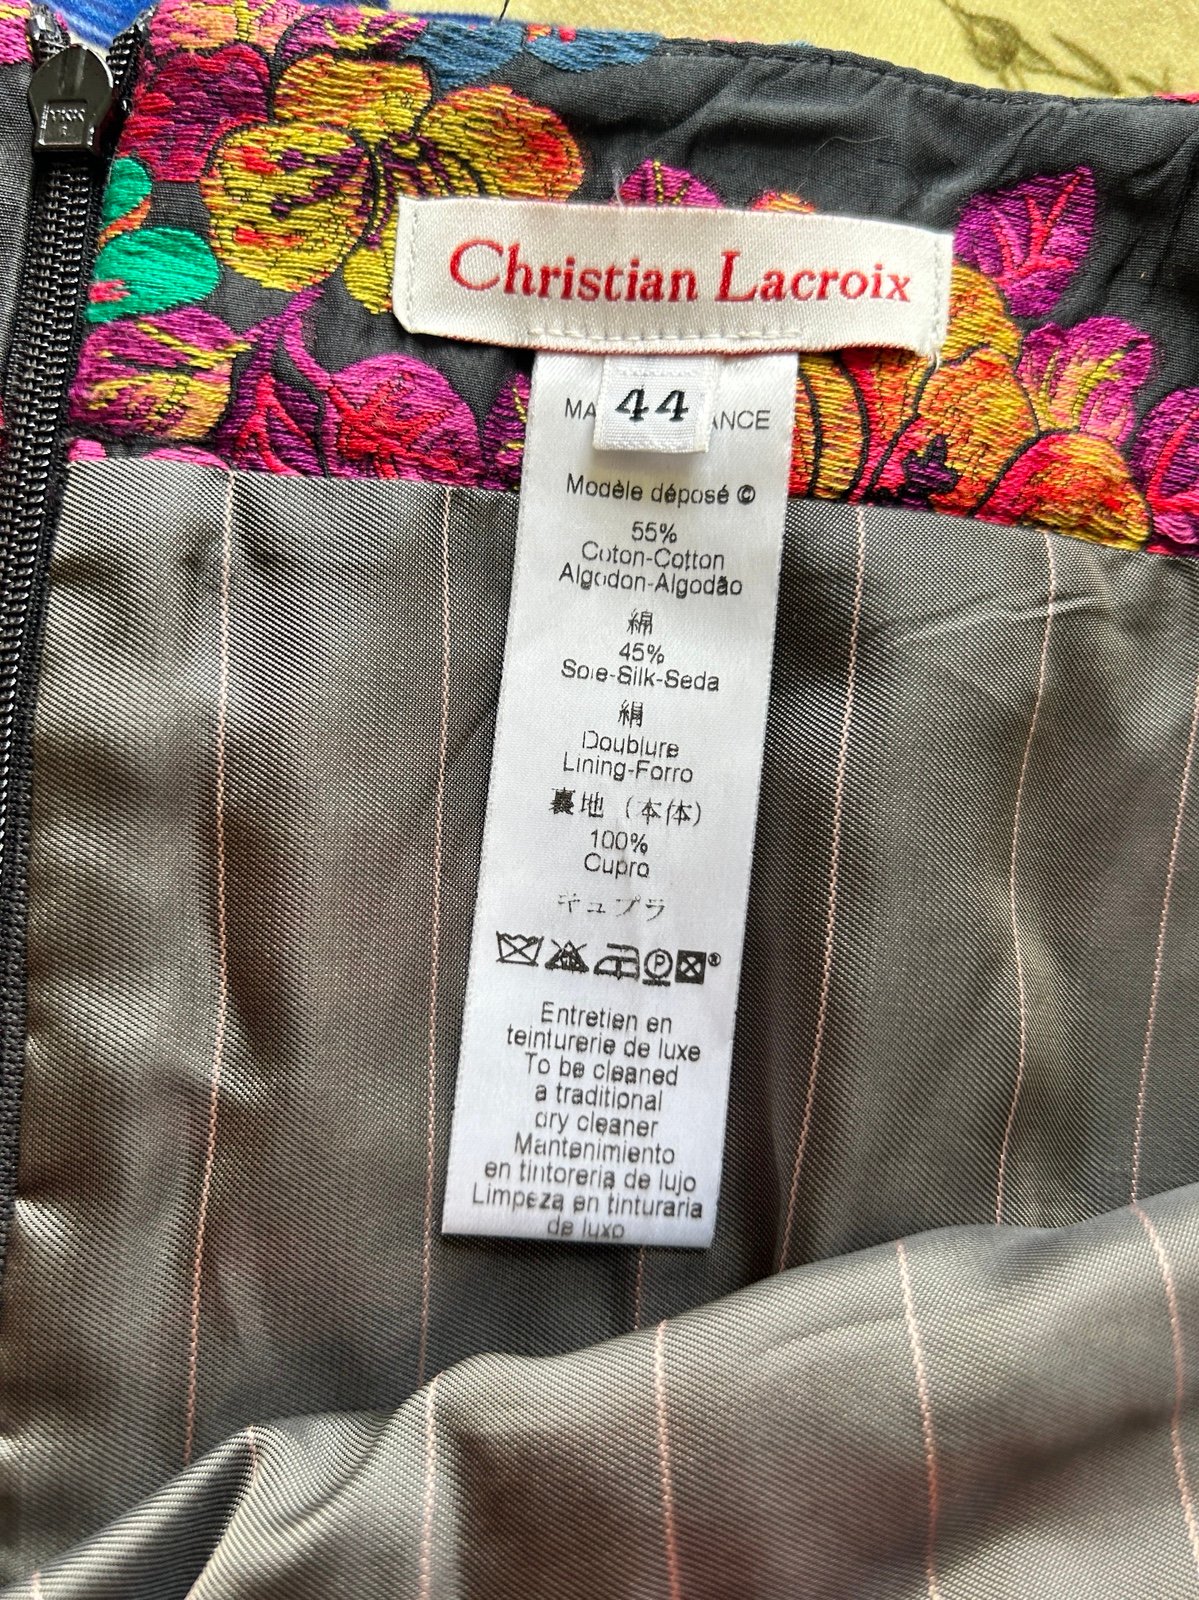 YKK
Christian Lacroix
44
MA ANCE
Modèle déposé ©
55%
Coton-Cotton
Algodon-Algodão
綿
45%
Soie-Silk-Seda
絹
Doublure
Lining-Forro
裏地 (本体)
100%
Cupro
キュプラ
P
Entretien en
teinturerie de luxe
To be cleaned
a traditional
dry cleaner
Mantenimiento
en tintoreria de lujo
Limpeza en tinturaria
de luxo